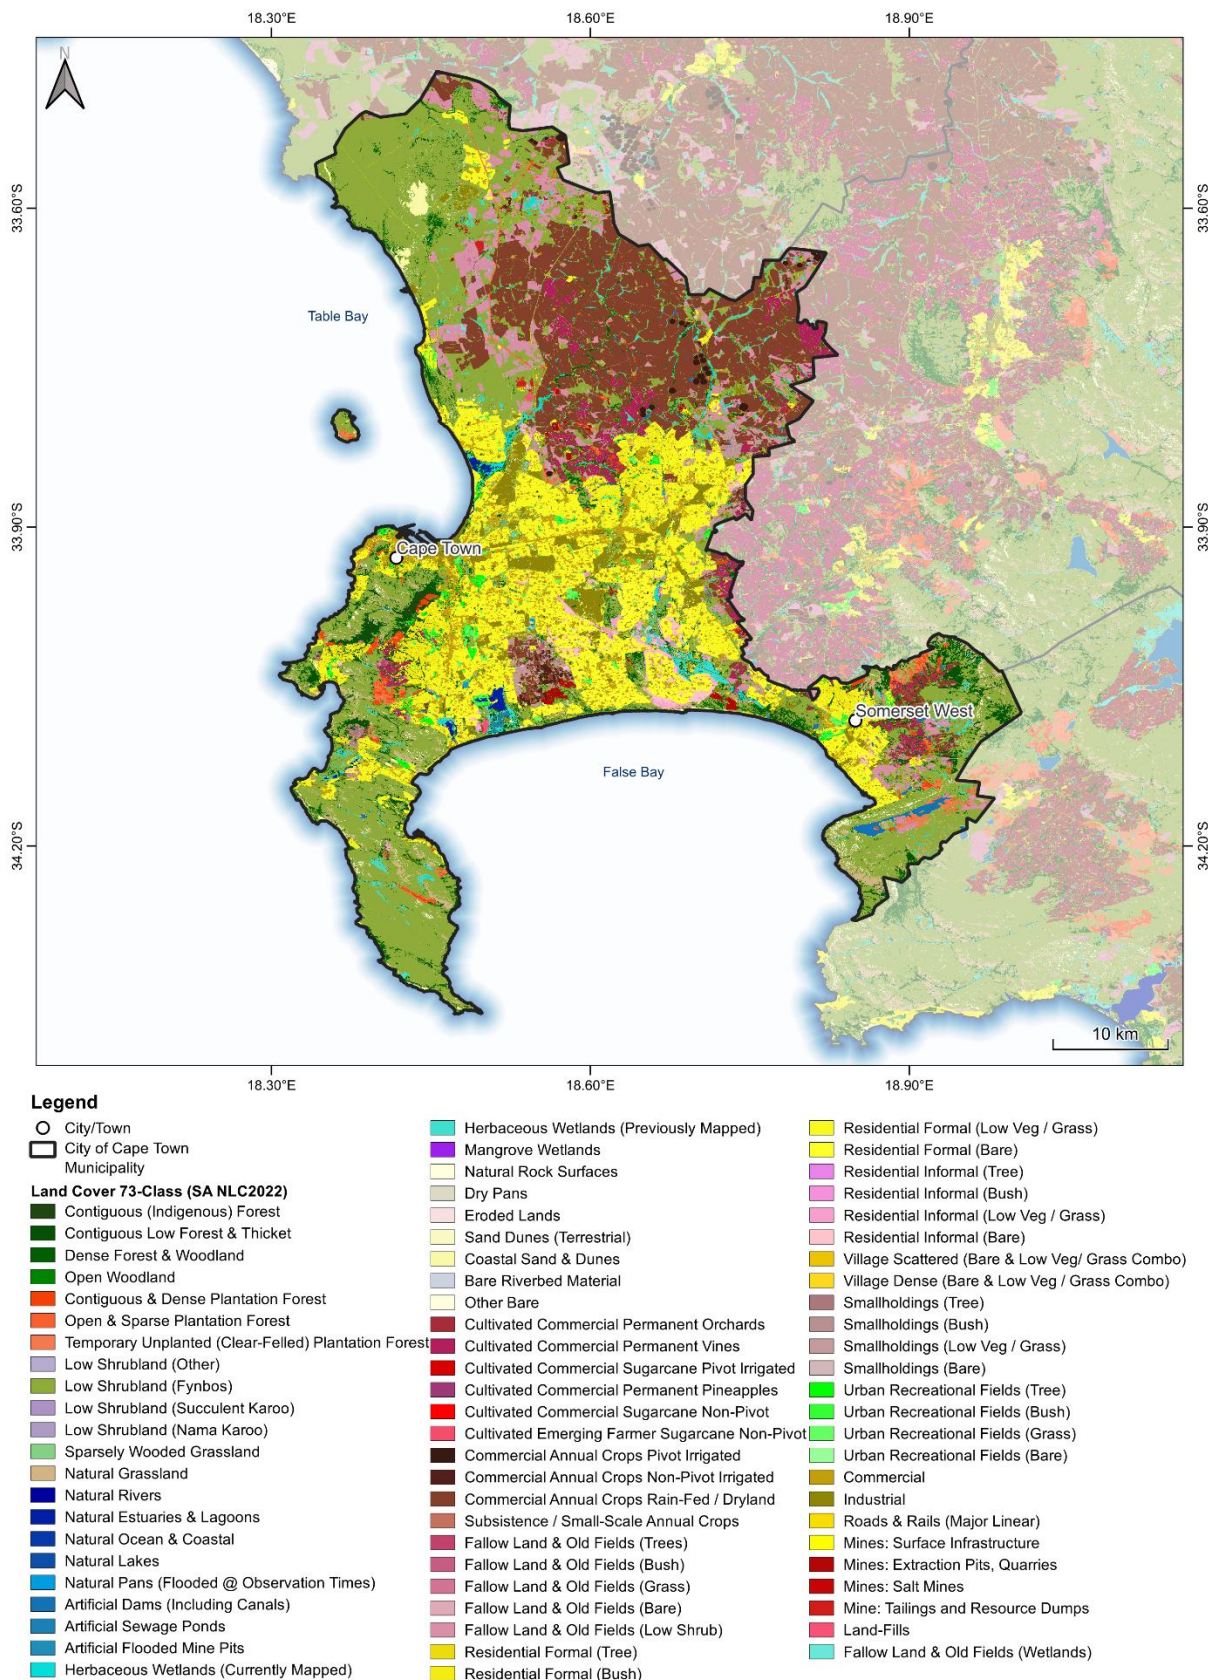 18.30°E 18.60°E 18.90°E
N
33.60°S 33.60°S
Table Bay
33.90°S 33.90°S
Cape Town
Somerset West
False Bay
34.20°S 34.20°S
10 km
18.30°E 18.60°E 18.90°E
Legend
City/Town
City of Cape Town
Municipality
Land Cover 73-Class (SA NLC2022)
Contiguous (Indigenous) Forest
Contiguous Low Forest & Thicket
Dense Forest & Woodland
Open Woodland
Contiguous & Dense Plantation Forest
Open & Sparse Plantation Forest
Temporary Unplanted (Clear-Felled) Plantation Forest
Low Shrubland (Other)
Low Shrubland (Fynbos)
Low Shrubland (Succulent Karoo)
Low Shrubland (Nama Karoo)
Sparsely Wooded Grassland
Natural Grassland
Natural Rivers
Natural Estuaries & Lagoons
Natural Ocean & Coastal
Natural Lakes
Natural Pans (Flooded @ Observation Times)
Artificial Dams (Including Canals)
Artificial Sewage Ponds
Artificial Flooded Mine Pits
Herbaceous Wetlands (Currently Mapped)
Herbaceous Wetlands (Previously Mapped)
Mangrove Wetlands
Natural Rock Surfaces
Dry Pans
Eroded Lands
Sand Dunes (Terrestrial)
Coastal Sand & Dunes
Bare Riverbed Material
Other Bare
Cultivated Commercial Permanent Orchards
Cultivated Commercial Permanent Vines
Cultivated Commercial Sugarcane Pivot Irrigated
Cultivated Commercial Permanent Pineapples
Cultivated Commercial Sugarcane Non-Pivot
Cultivated Emerging Farmer Sugarcane Non-Pivot
Commercial Annual Crops Pivot Irrigated
Commercial Annual Crops Non-Pivot Irrigated
Commercial Annual Crops Rain-Fed / Dryland
Subsistence / Small-Scale Annual Crops
Fallow Land & Old Fields (Trees)
Fallow Land & Old Fields (Bush)
Fallow Land & Old Fields (Grass)
Fallow Land & Old Fields (Bare)
Fallow Land & Old Fields (Low Shrub)
Residential Formal (Tree)
Residential Formal (Bush)
Residential Formal (Low Veg / Grass)
Residential Formal (Bare)
Residential Informal (Tree)
Residential Informal (Bush)
Residential Informal (Low Veg / Grass)
Residential Informal (Bare)
Village Scattered (Bare & Low Veg/ Grass Combo)
Village Dense (Bare & Low Veg / Grass Combo)
Smallholdings (Tree)
Smallholdings (Bush)
Smallholdings (Low Veg / Grass)
Smallholdings (Bare)
Urban Recreational Fields (Tree)
Urban Recreational Fields (Bush)
Urban Recreational Fields (Grass)
Urban Recreational Fields (Bare)
Commercial
Industrial
Roads & Rails (Major Linear)
Mines: Surface Infrastructure
Mines: Extraction Pits, Quarries
Mines: Salt Mines
Mine: Tailings and Resource Dumps
Land-Fills
Fallow Land & Old Fields (Wetlands)